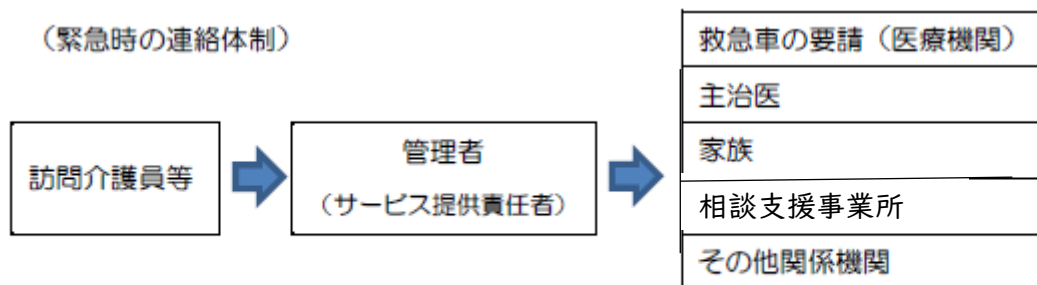 （緊急時の連絡体制）
訪問介護員等
管理者
（サービス提供責任者）
救急車の要請（医療機関）
主治医
家族
相談支援事業所
その他関係機関